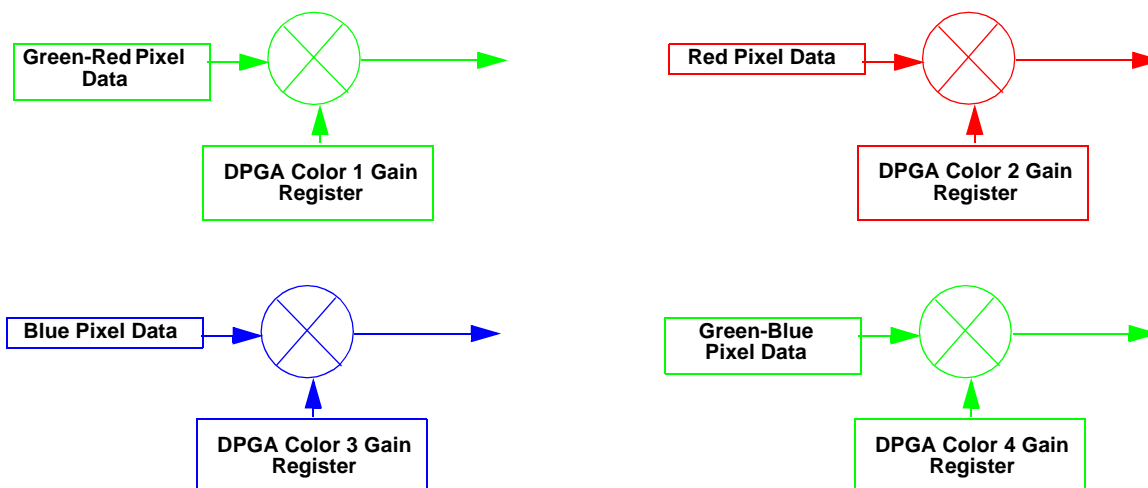 Green-Red Pixel
Data
DPGA Color 1 Gain
Register
Red Pixel Data
DPGA Color 2 Gain
Register
Blue Pixel Data
DPGA Color 3 Gain
Register
Green-Blue
Pixel Data
DPGA Color 4 Gain
Register